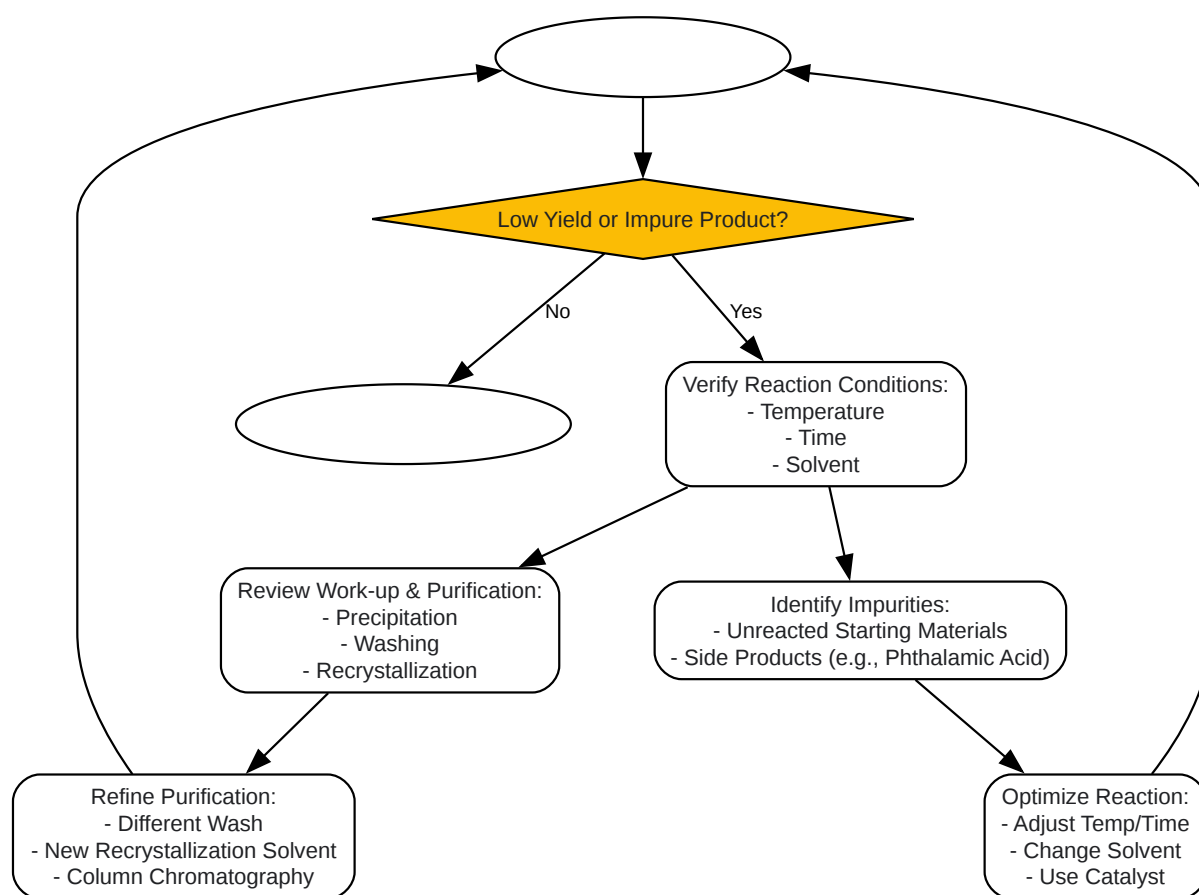 Low Yield or Impure Product?
No
Yes
Verify Reaction Conditions:
- Temperature
- Time
- Solvent
Review Work-up & Purification:
- Precipitation
- Washing
- Recrystallization
Identify Impurities:
- Unreacted Starting Materials
- Side Products (e.g., Phthalamic Acid)
Refine Purification:
- Different Wash
- New Recrystallization Solvent
- Column Chromatography
Optimize Reaction:
- Adjust Temp/Time
- Change Solvent
- Use Catalyst